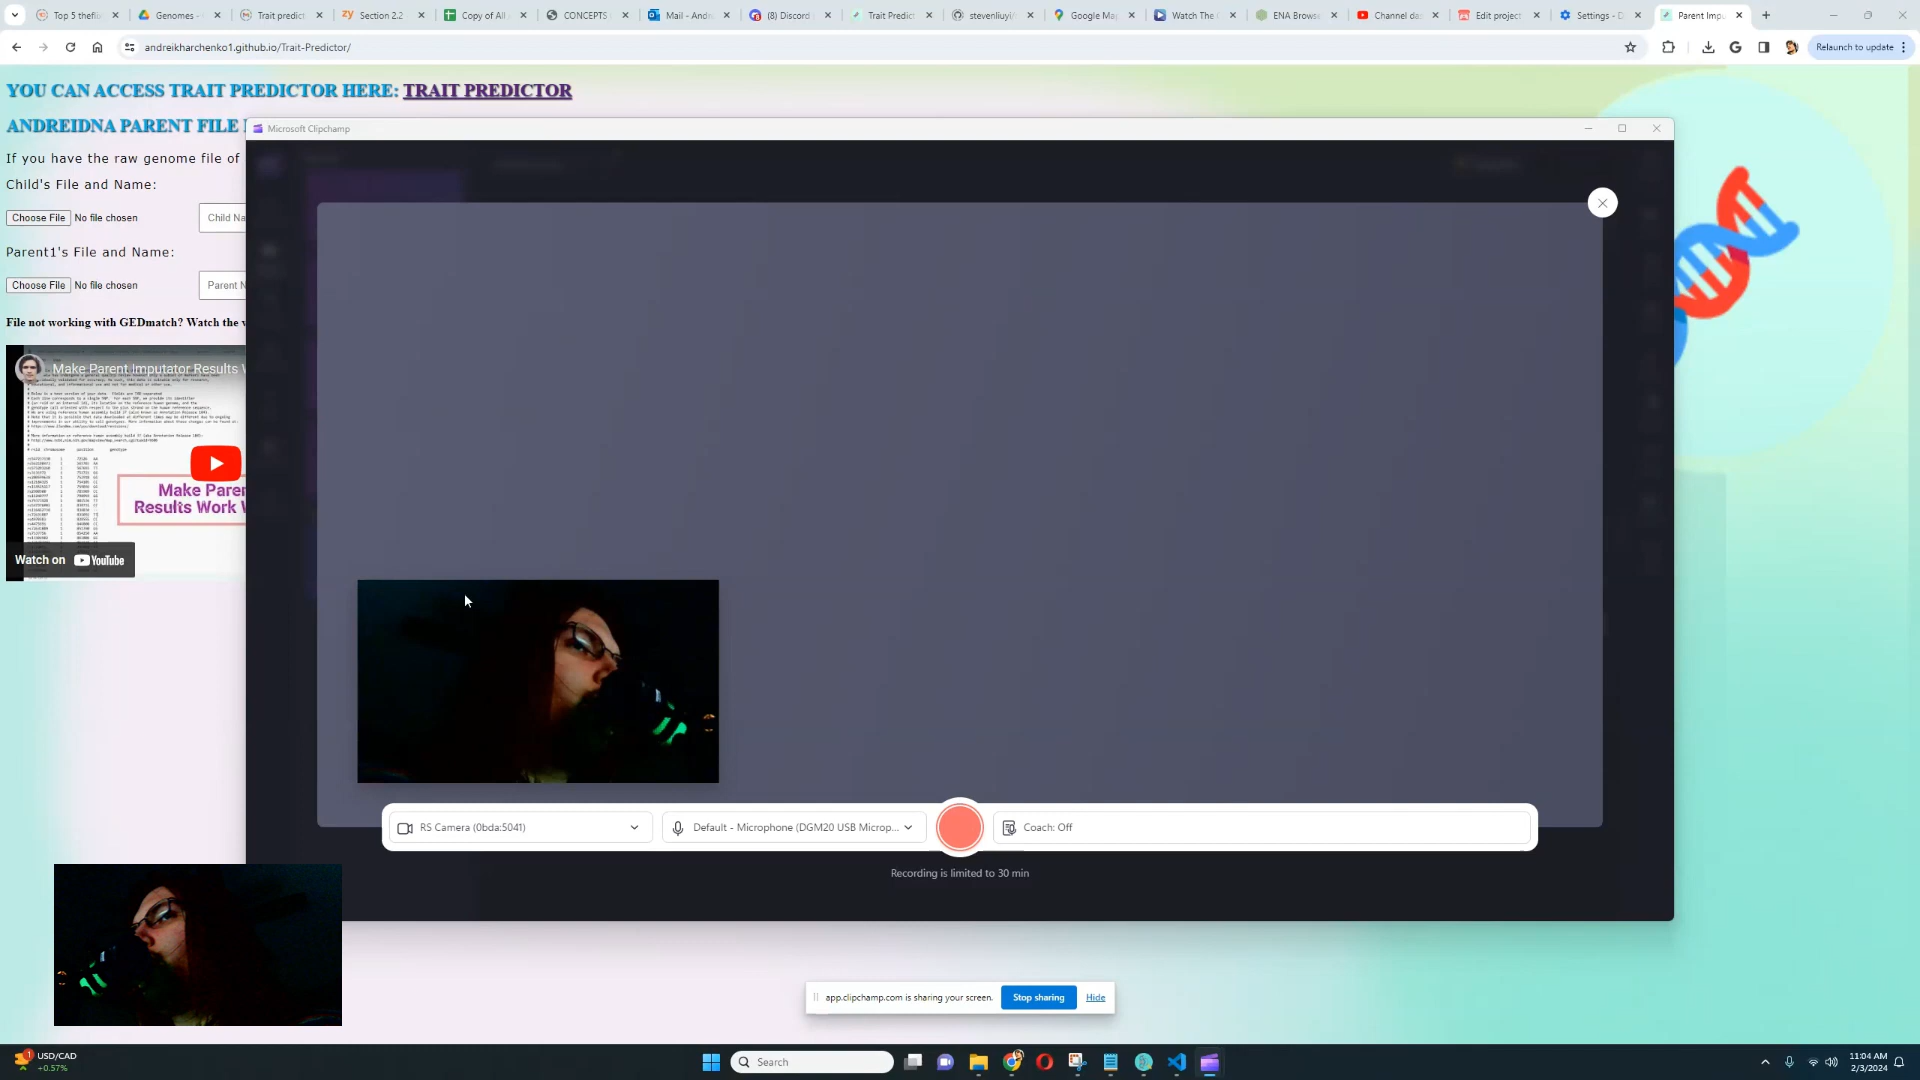 Top 5 thefi
Genomes -
Trait predict
Section 2.2
Copy of All
CONCEPTS
Mail - And
(8) Discord
Trait Predict
stevenliuyi/
Google Ma
Watch The
ENA Browse
Channel da
Edit project
Settings - D
Parent Impu
andreikharchenko1.github.io/Trait-Predictor/
Relaunch to update
YOU CAN ACCESS TRAIT PREDICTOR HERE: TRAIT PREDICTOR
ANDREIDNA PARENT FILE
Microsoft Clipchamp
If you have the raw genome file of
Child's File and Name:
Choose File No file chosen
Child Na
Parent1's File and Name:
Choose File No file chosen
Parent N
File not working with GEDmatch? Watch the v
Make Parent Imputator Results W
Make Paren
Results Work W
Watch on YouTube
RS Camera (0bda:5041)
Default - Microphone (DGM20 USB Microp...
Coach: Off
Recording is limited to 30 min
app.clipchamp.com is sharing your screen.
Stop sharing
Hide
1
USD/CAD
+0.57%
Search
11:04 AM
2/3/2024